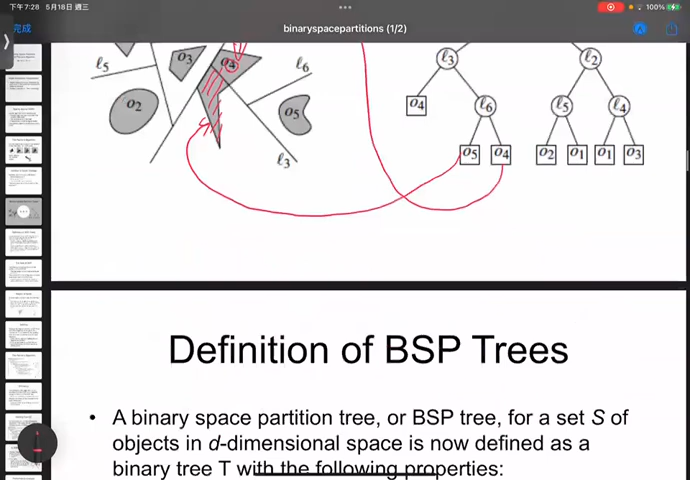 下午7:28 5月18日 週三
100%
完成
binaryspacepartitions (1/2)
ℓ5
o3
o4
ℓ6
o2
o5
ℓ3
ℓ3
ℓ2
o4
ℓ6
ℓ5
ℓ4
o5
o4
o2
o1
o1
o3
Definition of BSP Trees
• A binary space partition tree, or BSP tree, for a set S of
objects in d-dimensional space is now defined as a
binary tree T with the following properties: